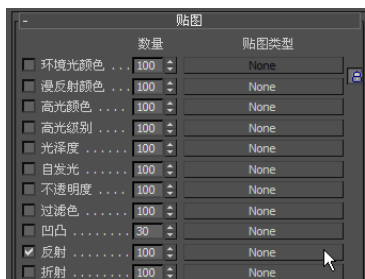 - 贴图
数量 贴图类型
环境光颜色 ... 100 None
漫反射颜色 ... 100 None
高光颜色 .... 100 None
高光级别 .... 100 None
光泽度 ...... 100 None
自发光 ...... 100 None
不透明度 .... 100 None
过滤色 ...... 100 None
凹凸 ........ 30 None
反射 ........ 100 None
折射 ........ 100 None